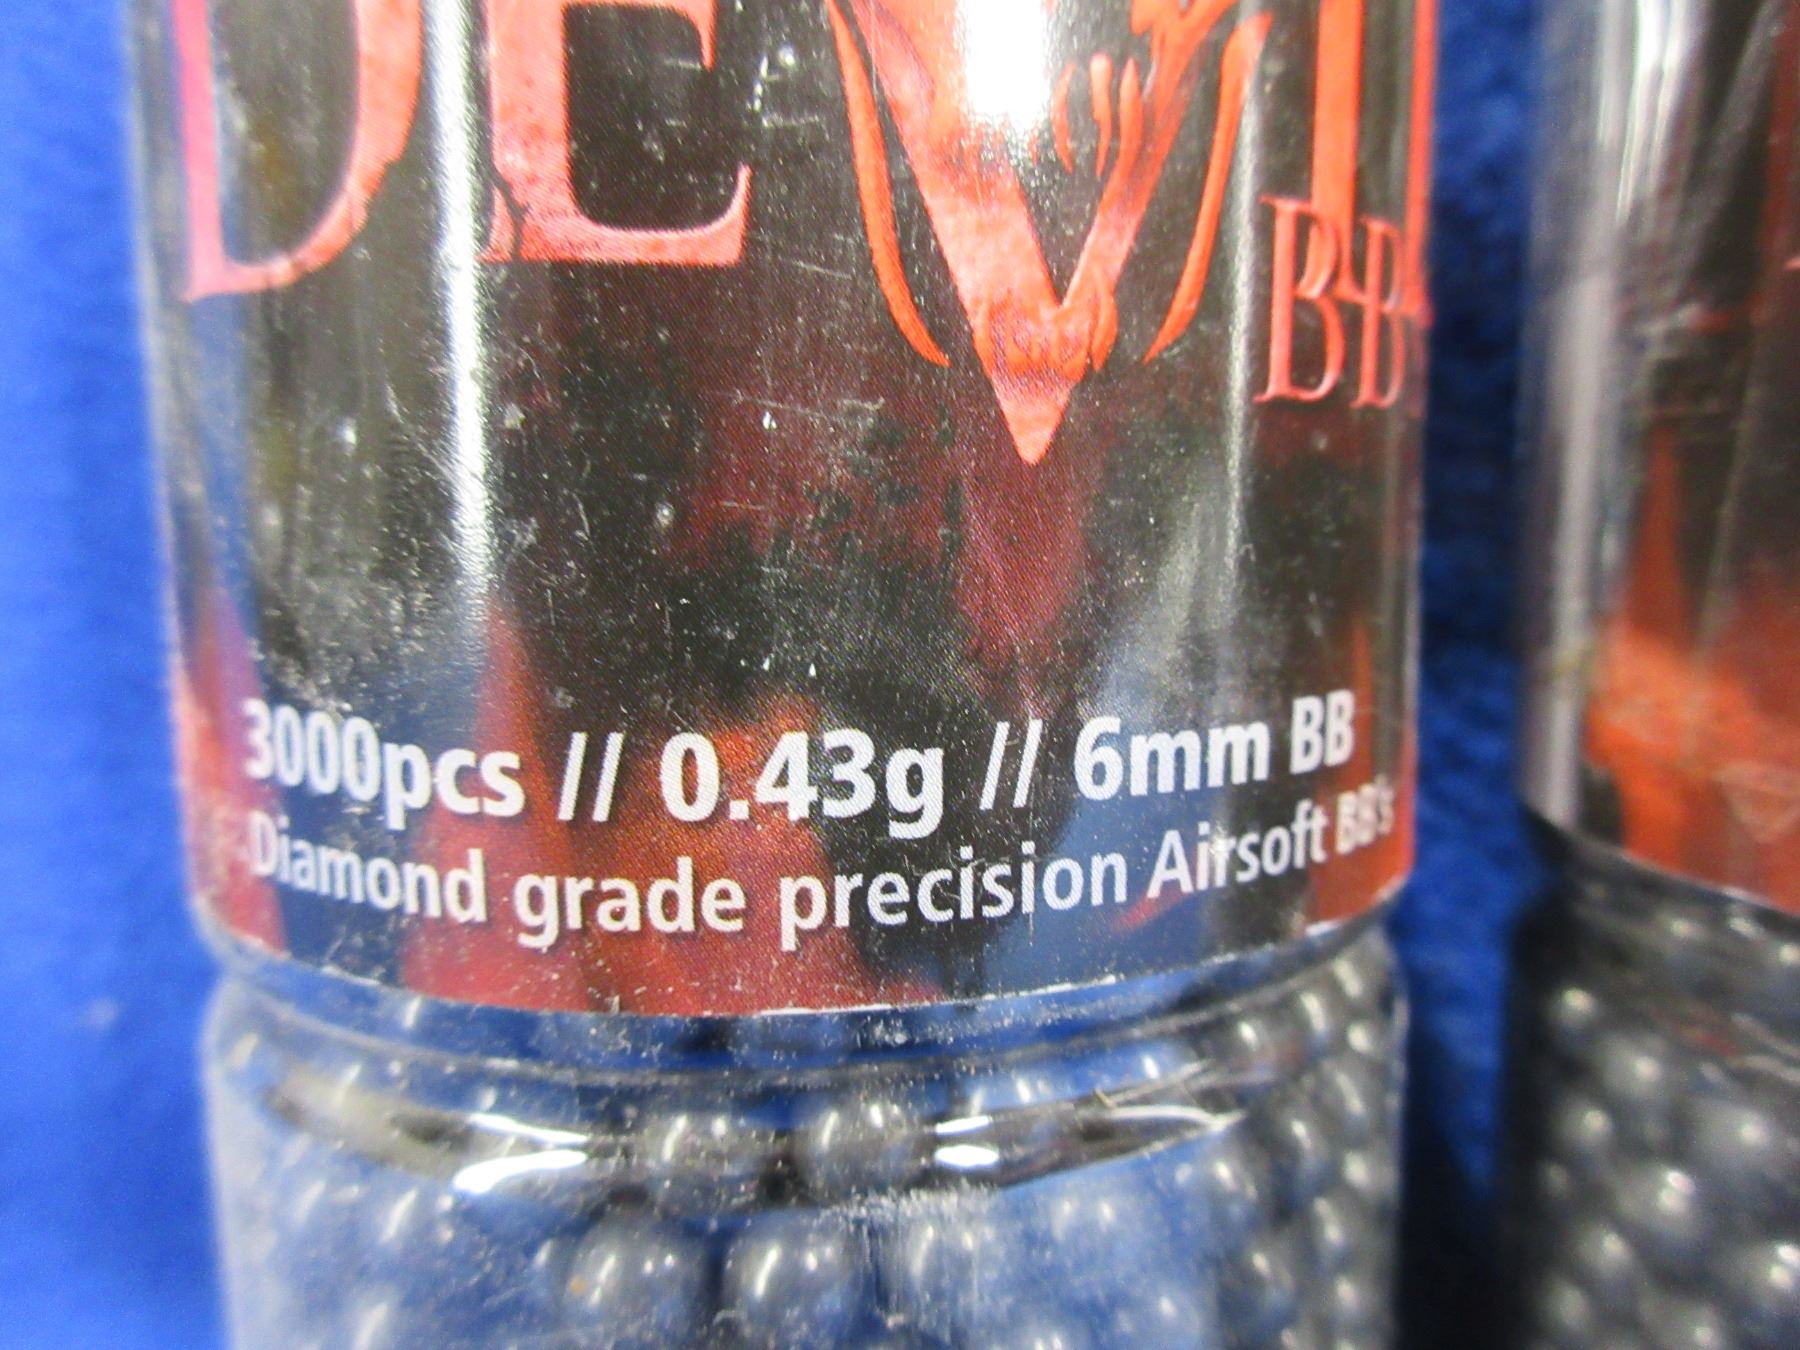 DEVIL
BB'
3000pcs // 0.43g // 6mm BB
Diamond grade precision Airsoft BB's